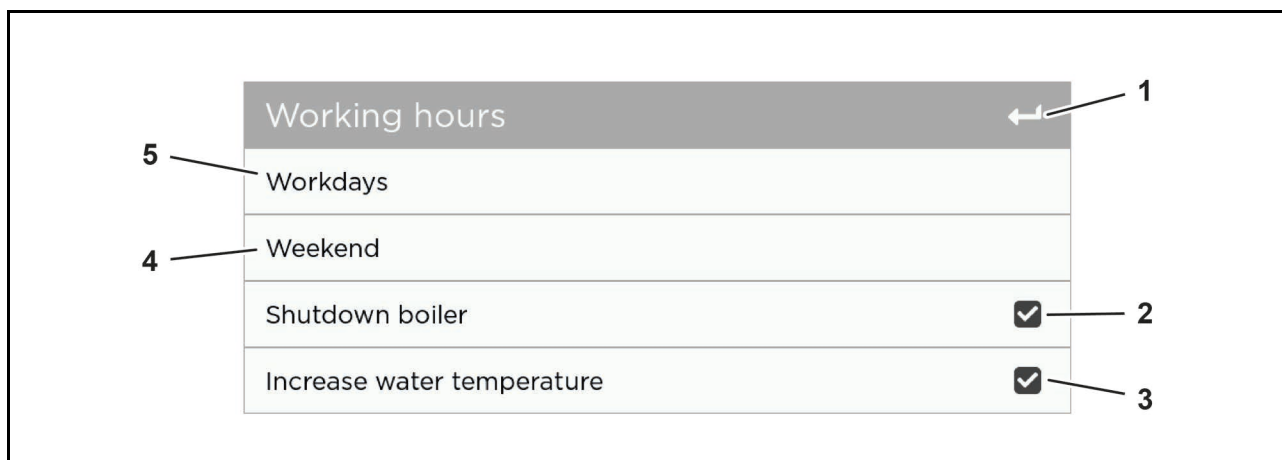 Working hours
1
5
Workdays
4
Weekend
Shutdown boiler
2
Increase water temperature
3